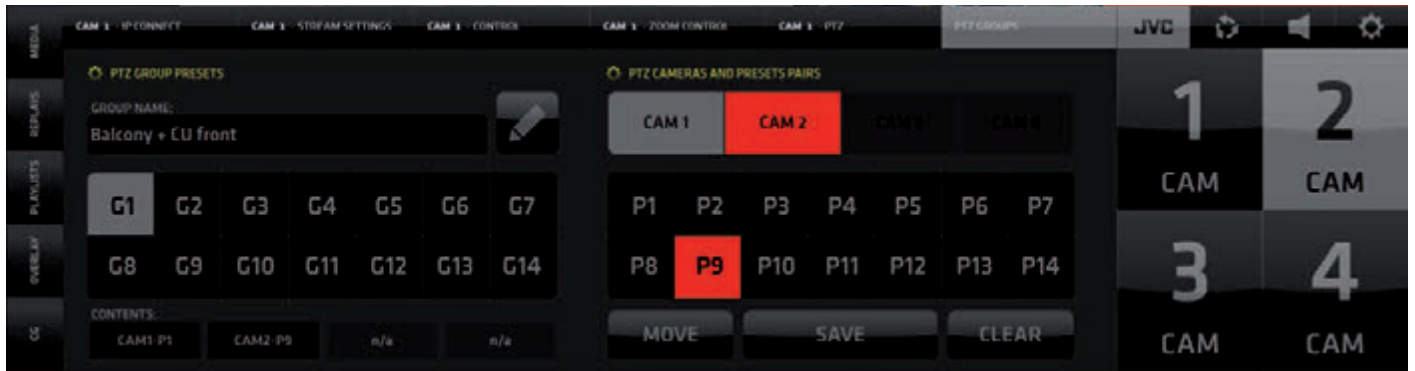 CAM 1 - IP CONNECT
CAM 1 - STREAM SETTINGS
CAM 1 - CONTROL
CAM 1 - ZOOM CONTROL
CAM 1 - PTZ
PTZ GROUPS
JVC
MEDIA
REPLAYS
PLAYLISTS
OVERLAY
CG
PTZ GROUP PRESETS
GROUP NAME:
Balcony + CU front
G1 G2 G3 G4 G5 G6 G7
G8 G9 G10 G11 G12 G13 G14
CONTENTS:
CAM1-P1 CAM2-P9 n/a n/a
PTZ CAMERAS AND PRESETS PAIRS
CAM 1 CAM 2 CAM 3 CAM 4
P1 P2 P3 P4 P5 P6 P7
P8 P9 P10 P11 P12 P13 P14
MOVE SAVE CLEAR
1 CAM
2 CAM
3 CAM
4 CAM